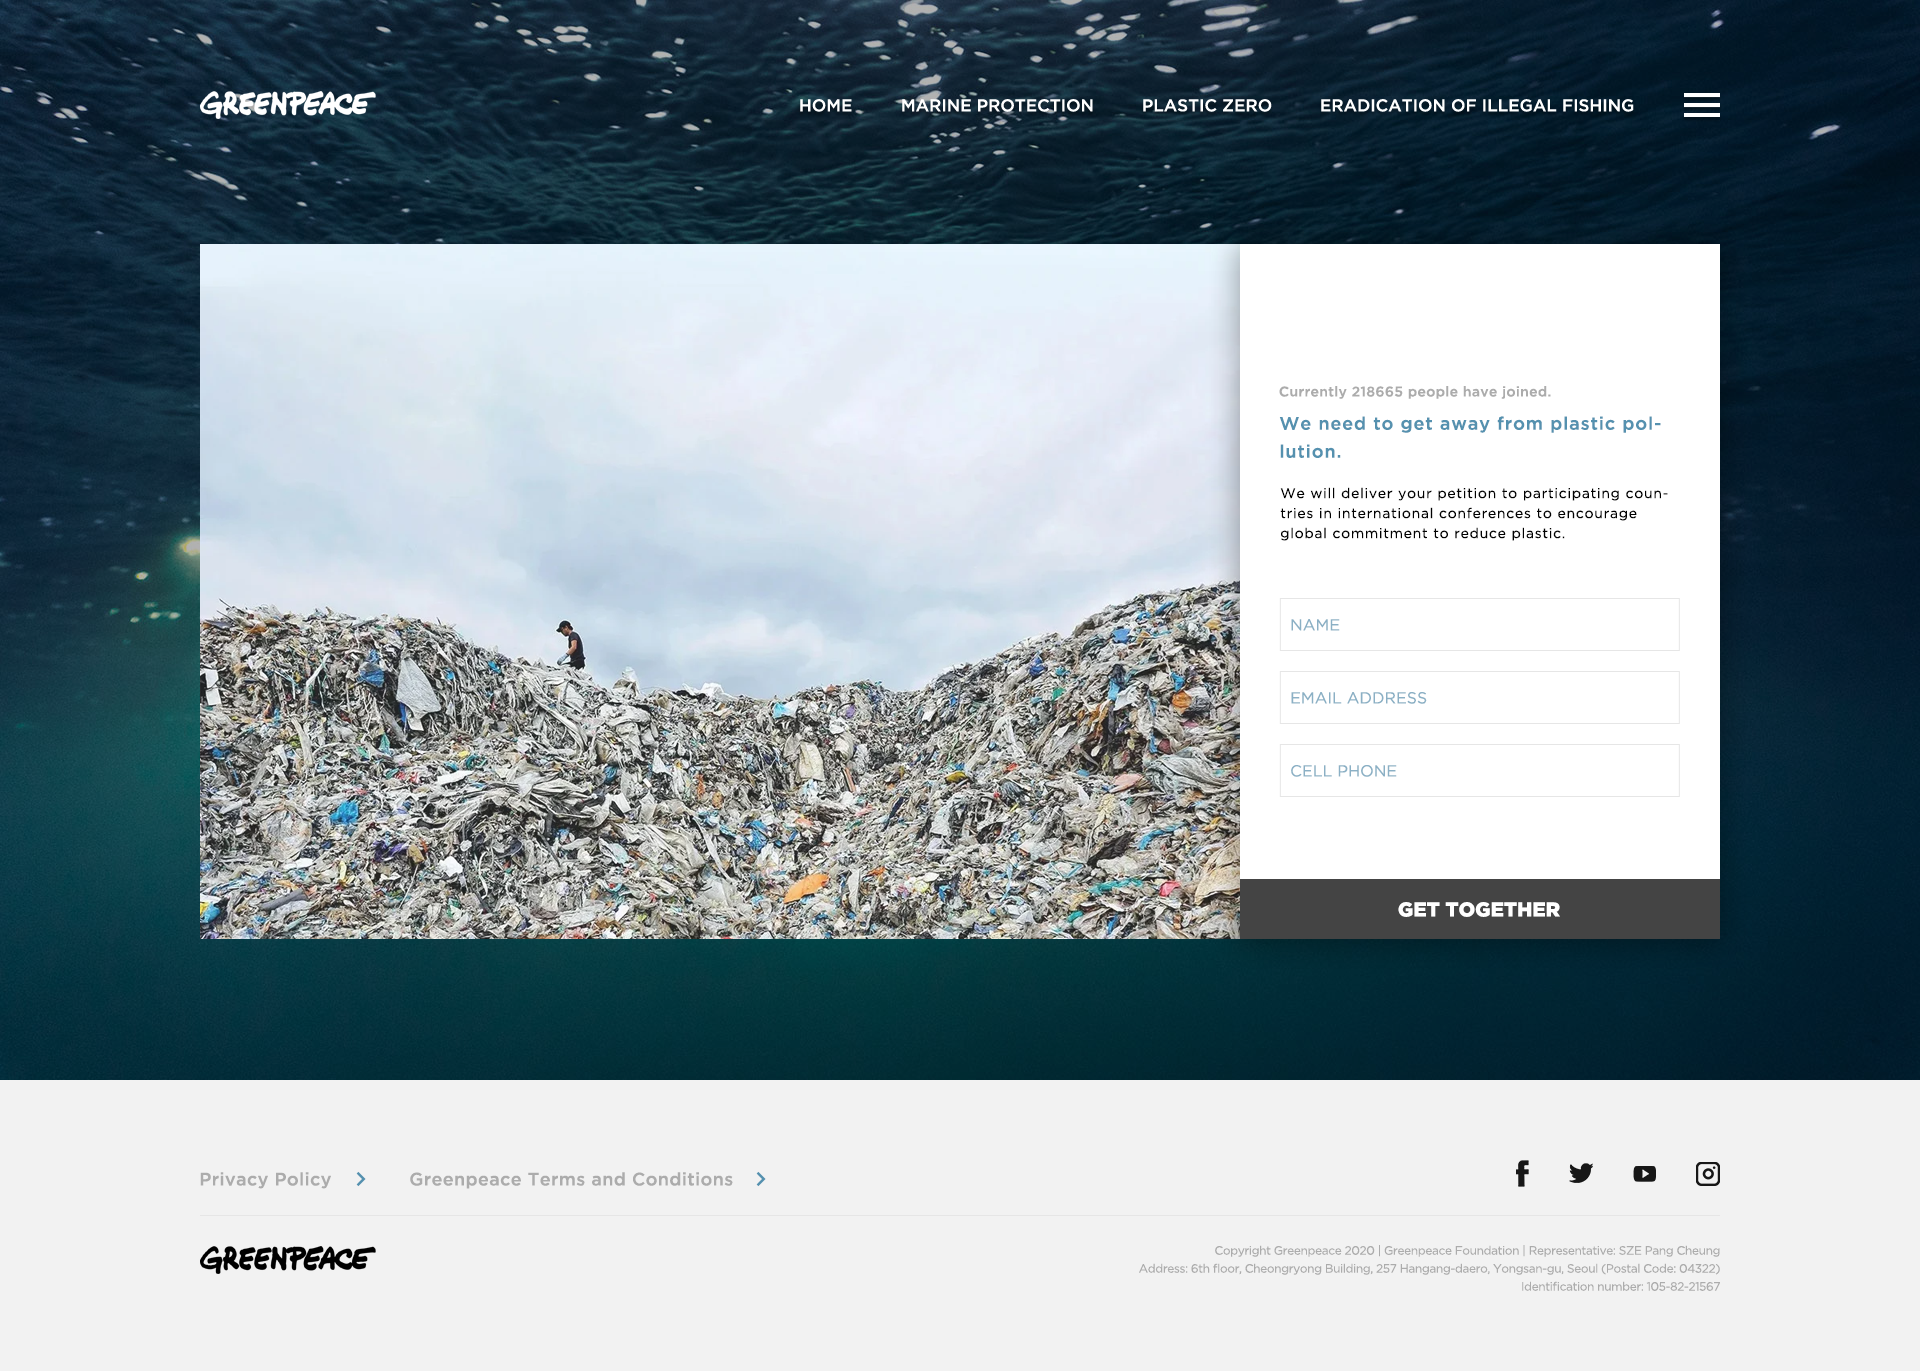 GREENPEACE
HOME MARINE PROTECTION PLASTIC ZERO ERADICATION OF ILLEGAL FISHING
Currently 218665 people have joined.
We need to get away from plastic pol-
lution.
We will deliver your petition to participating coun-
tries in international conferences to encourage
global commitment to reduce plastic.
NAME
EMAIL ADDRESS
CELL PHONE
GET TOGETHER
Privacy Policy Greenpeace Terms and Conditions
GREENPEACE
Copyright Greenpeace 2020 | Greenpeace Foundation | Representative: SZE Pang Cheung
Address: 6th floor, Cheongryong Building, 257 Hangang-daero, Yongsan-gu, Seoul (Postal Code: 04322)
Identification number: 105-82-21567